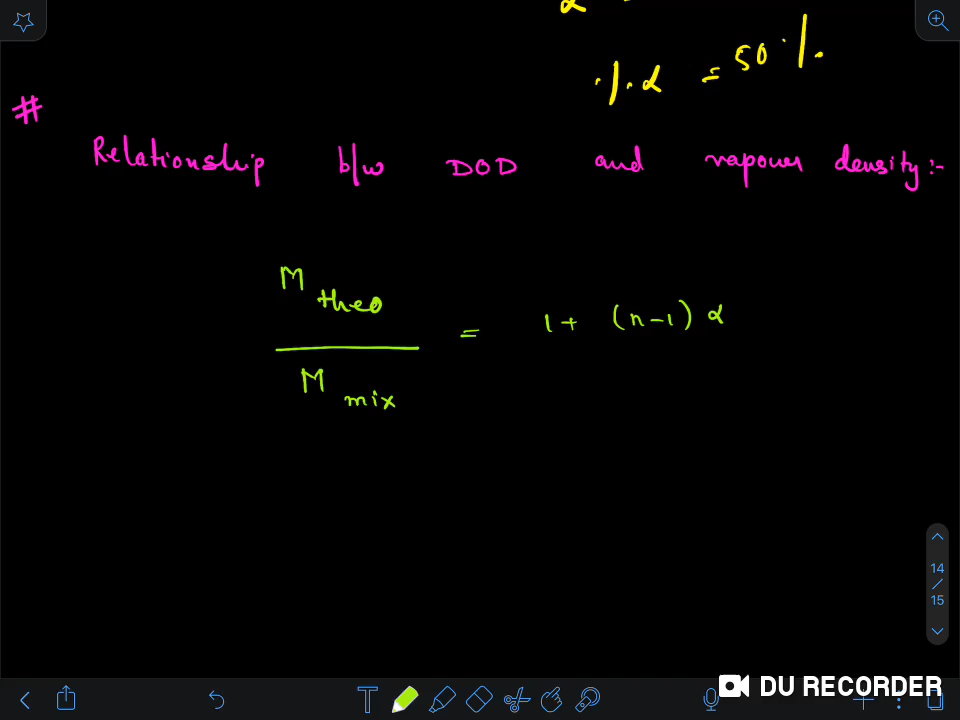 α
%α = 50 %.
#
Relationship b/w DOD and vapour density :-
M theo
= 1 + (n-1) α
M mix
14
/
15
T
DU RECORDER